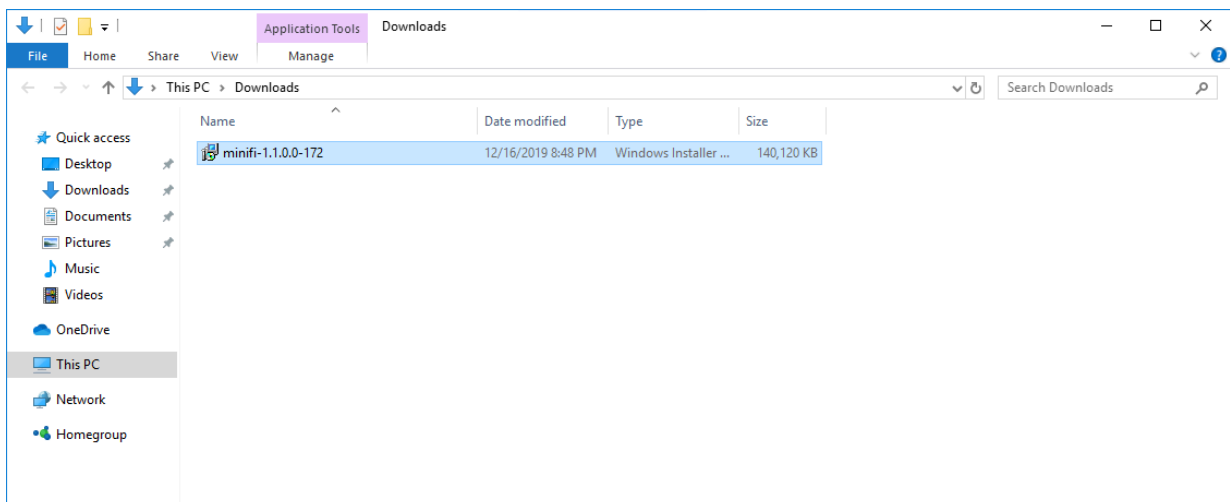 Application Tools Downloads
File Home Share View Manage
This PC › Downloads Search Downloads
Name Date modified Type Size
minifi-1.1.0.0-172 12/16/2019 8:48 PM Windows Installer ... 140,120 KB
Quick access
Desktop
Downloads
Documents
Pictures
Music
Videos
OneDrive
This PC
Network
Homegroup